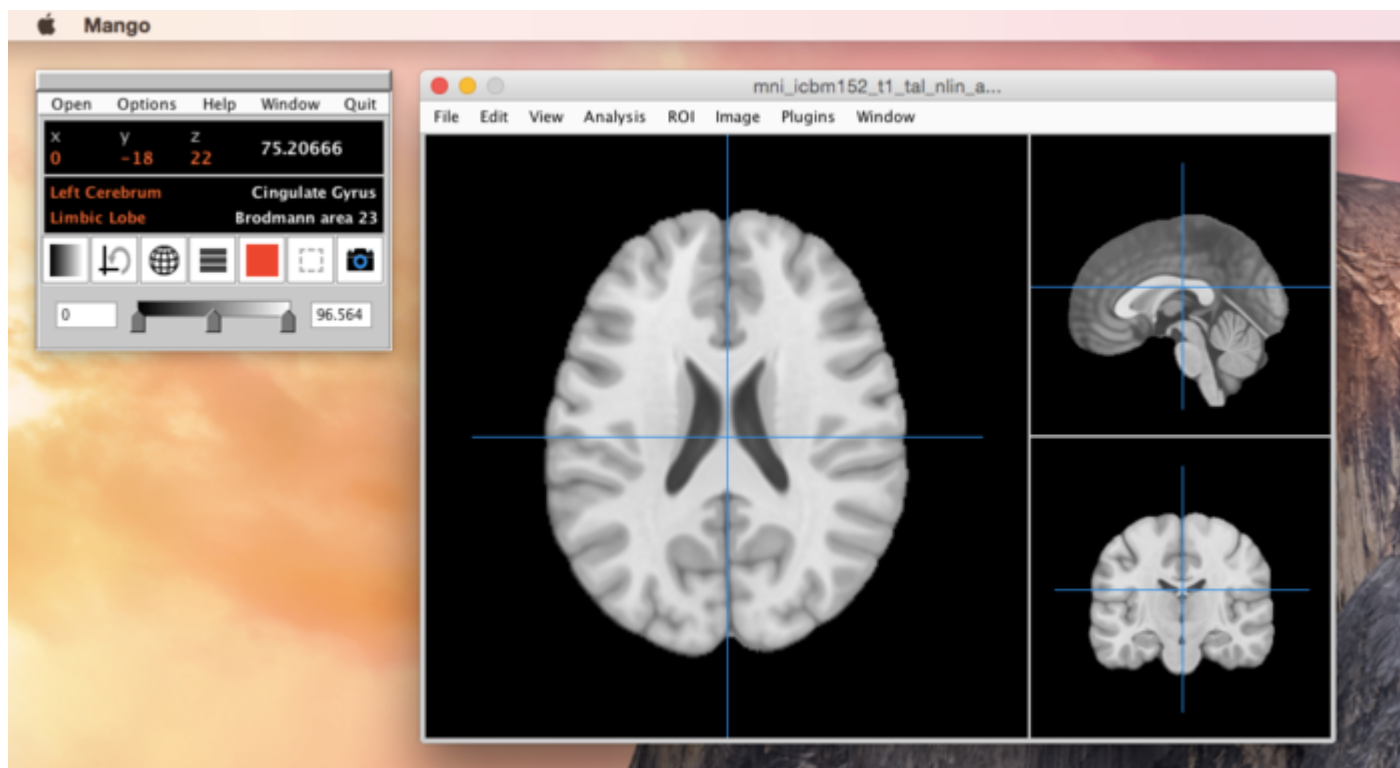 Mango
Open Options Help Window Quit
x y z 75.20666
0 -18 22
Left Cerebrum Cingulate Gyrus
Limbic Lobe Brodmann area 23
0 96.564
mni_icbm152_t1_tal_nlin_a...
File Edit View Analysis ROI Image Plugins Window